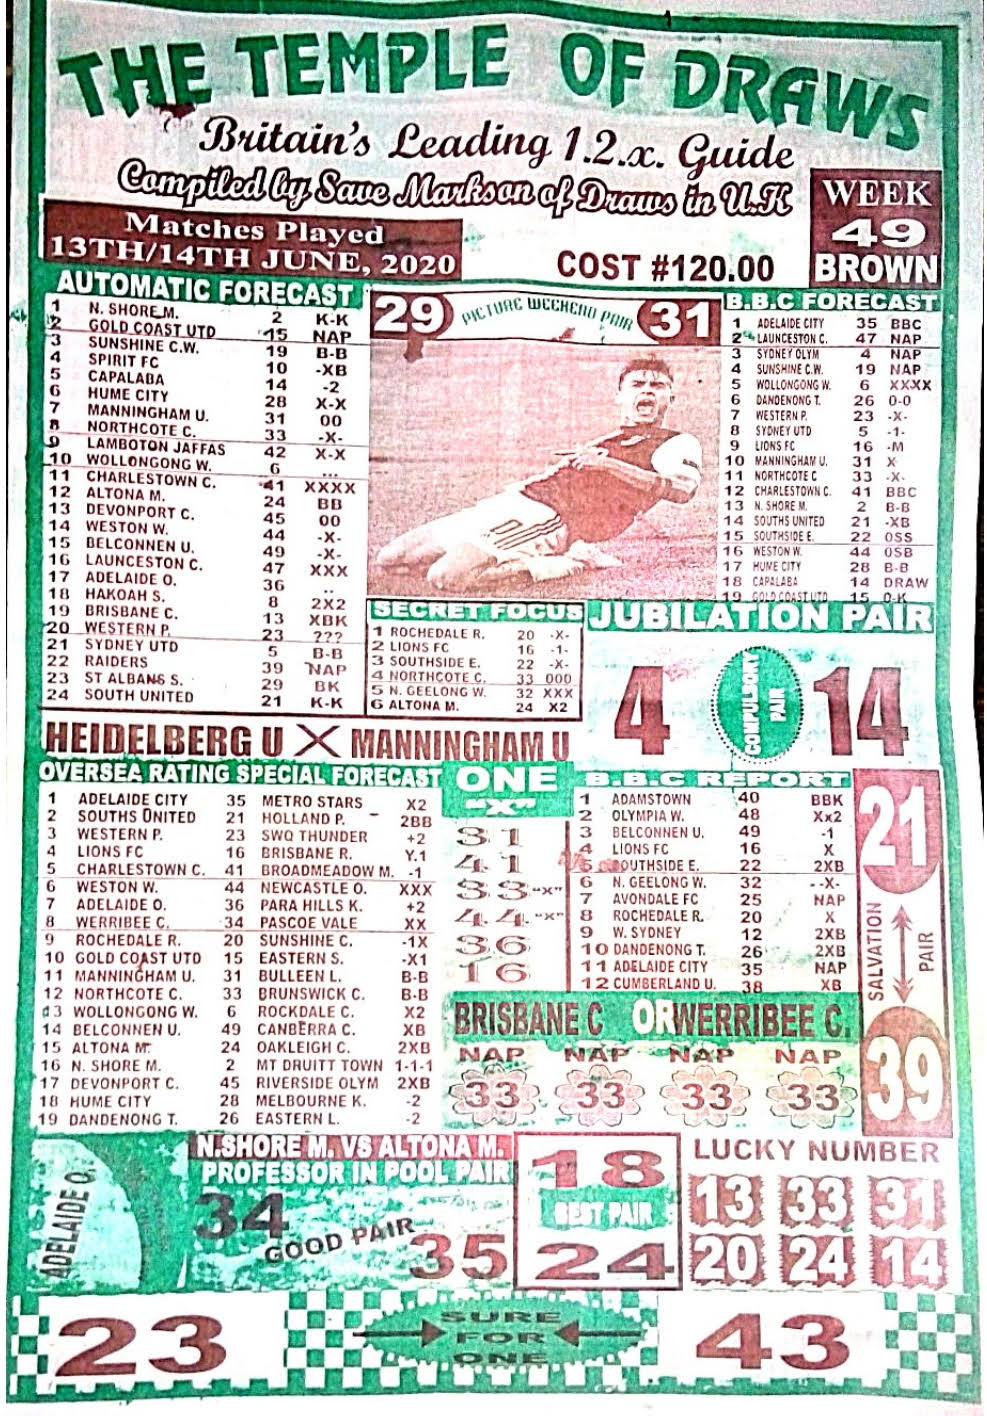 THE TEMPLE OF DRAWS
Britain's Leading 1.2.x. Guide
Compiled by Save Markson of Draws in U.K
WEEK
49
BROWN
Matches Played
13TH/14TH JUNE, 2020
COST #120.00
AUTOMATIC FORECAST
1 N. SHORE M. 2 K-K
2 GOLD COAST UTD 15 NAP
3 SUNSHINE C.W. 19 B-B
4 SPIRIT FC 10 -XB
5 CAPALABA 14 -2
6 HUME CITY 28 X-X
7 MANNINGHAM U. 31 00
8 NORTHCOTE C. 33 -X-
9 LAMBOTON JAFFAS 42 X-X
10 WOLLONGONG W. 6 ...
11 CHARLESTOWN C. 41 XXXX
12 ALTONA M. 24 BB
13 DEVONPORT C. 45 00
14 WESTON W. 44 -X-
15 BELCONNEN U. 49 -X-
16 LAUNCESTON C. 47 XXX
17 ADELAIDE O. 36 ..
18 HAKOAH S. 8 2X2
19 BRISBANE C. 13 XBK
20 WESTERN P. 23 ???
21 SYDNEY UTD 5 B-B
22 RAIDERS 39 NAP
23 ST ALBANS S. 29 BK
24 SOUTH UNITED 21 K-K
29 PICTURE WEEKEND PAIR 31
B.B.C FORECAST
1 ADELAIDE CITY 35 BBC
2 LAUNCESTON C. 47 NAP
3 SYDNEY OLYM 4 NAP
4 SUNSHINE C.W. 19 NAP
5 WOLLONGONG W. 6 XXXX
6 DANDENONG T. 26 0-0
7 WESTERN P. 23 -X-
8 SYDNEY UTD 5 -1-
9 LIONS FC 16 -M
10 MANNINGHAM U. 31 X
11 NORTHCOTE C 33 -X-
12 CHARLESTOWN C. 41 BBC
13 N. SHORE M. 2 B-B
14 SOUTHS UNITED 21 -XB
15 SOUTHSIDE E. 22 OSS
16 WESTON W. 44 OSB
17 HUME CITY 28 B-B
18 CAPALABA 14 DRAW
19 GOLD COAST UTD 15 O-K
SECRET FOCUS
1 ROCHEDALE R. 20 -X-
2 LIONS FC 16 -1-
3 SOUTHSIDE E. 22 -X-
4 NORTHCOTE C. 33 000
5 N. GEELONG W. 32 XXX
6 ALTONA M. 24 X2
JUBILATION PAIR
4 COMPULSORY PAIR 14
HEIDELBERG U X MANNINGHAM U
OVERSEA RATING SPECIAL FORECAST
1 ADELAIDE CITY 35 METRO STARS X2
2 SOUTHS UNITED 21 HOLLAND P. 2BB
3 WESTERN P. 23 SWQ THUNDER +2
4 LIONS FC 16 BRISBANE R. Y.1
5 CHARLESTOWN C. 41 BROADMEADOW M. -1
6 WESTON W. 44 NEWCASTLE O. XXX
7 ADELAIDE O. 36 PARA HILLS K. +2
8 WERRIBEE C. 34 PASCOE VALE XX
9 ROCHEDALE R. 20 SUNSHINE C. -1X
10 GOLD COAST UTD 15 EASTERN S. -X1
11 MANNINGHAM U. 31 BULLEEN L. B-B
12 NORTHCOTE C. 33 BRUNSWICK C. B-B
13 WOLLONGONG W. 6 ROCKDALE C. X2
14 BELCONNEN U. 49 CANBERRA C. XB
15 ALTONA M. 24 OAKLEIGH C. 2XB
16 N. SHORE M. 2 MT DRUITT TOWN 1-1-1
17 DEVONPORT C. 45 RIVERSIDE OLYM 2XB
18 HUME CITY 28 MELBOURNE K. -2
19 DANDENONG T. 26 EASTERN L. -2
ONE
"X"
31
41
33 "X"
44 "X"
36
16
B.B.C REPORT
1 ADAMSTOWN 40 BBK
2 OLYMPIA W. 48 Xx2
3 BELCONNEN U. 49 -1
4 LIONS FC 16 X
5 SOUTHSIDE E. 22 2XB
6 N. GEELONG W. 32 --X-
7 AVONDALE FC 25 NAP
8 ROCHEDALE R. 20 X
9 W. SYDNEY 12 2XB
10 DANDENONG T. 26 2XB
11 ADELAIDE CITY 35 NAP
12 CUMBERLAND U. 38 XB
21
SALVATION PAIR
39
BRISBANE C OR WERRIBEE C.
NAP NAP NAP NAP
33 33 33 33
ADELAIDE O.
N.SHORE M. VS ALTONA M.
PROFESSOR IN POOL PAIR
34
GOOD PAIR
35
18
BEST PAIR
24
LUCKY NUMBER
13 33 31
20 24 14
23
SURE
FOR
ONE
43